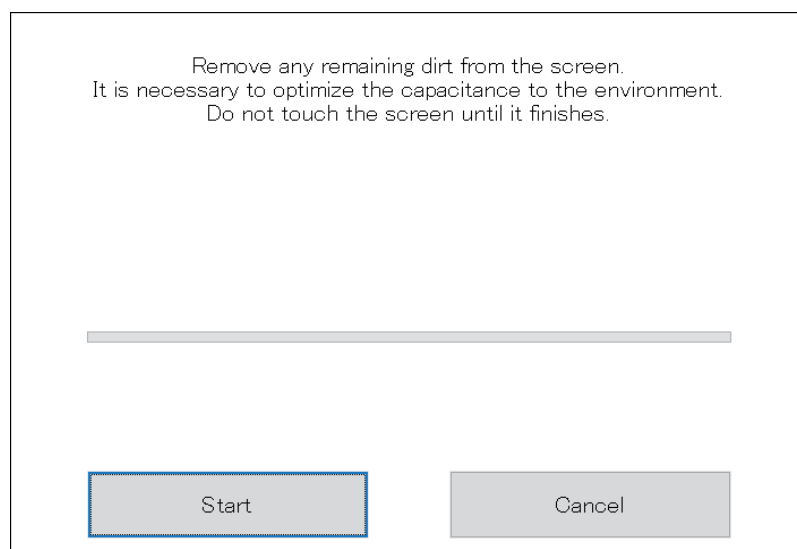 Remove any remaining dirt from the screen.
It is necessary to optimize the capacitance to the environment.
Do not touch the screen until it finishes.
Start
Cancel